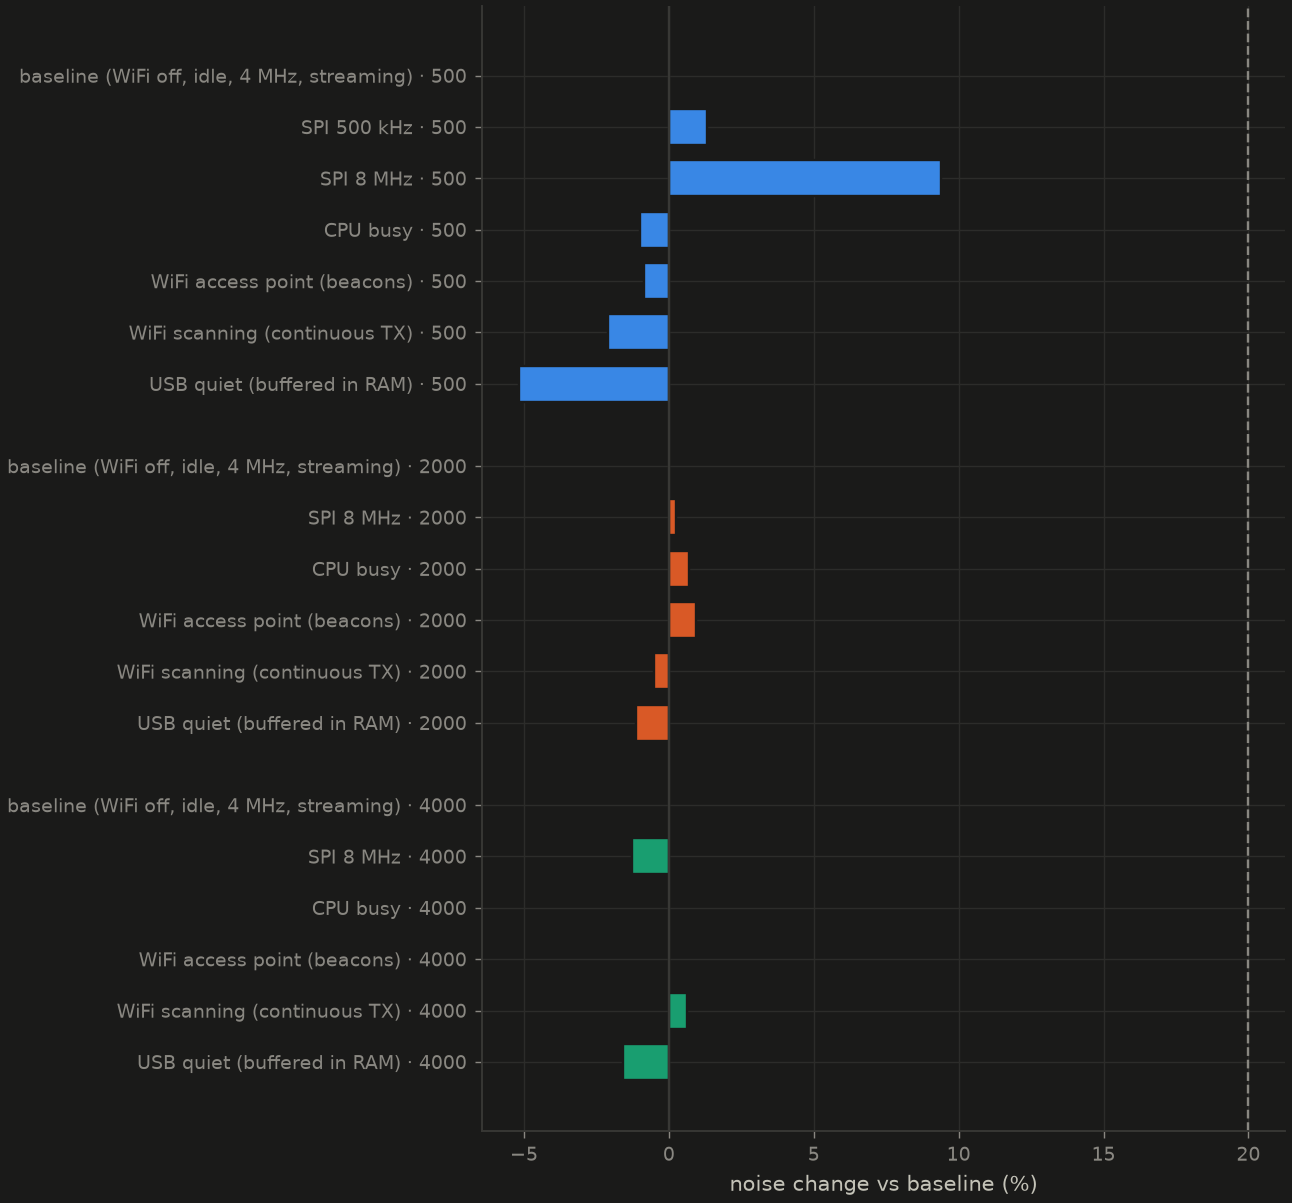 baseline (WiFi off, idle, 4 MHz, streaming) · 500
SPI 500 kHz · 500
SPI 8 MHz · 500
CPU busy · 500
WiFi access point (beacons) · 500
WiFi scanning (continuous TX) · 500
USB quiet (buffered in RAM) · 500
baseline (WiFi off, idle, 4 MHz, streaming) · 2000
SPI 8 MHz · 2000
CPU busy · 2000
WiFi access point (beacons) · 2000
WiFi scanning (continuous TX) · 2000
USB quiet (buffered in RAM) · 2000
baseline (WiFi off, idle, 4 MHz, streaming) · 4000
SPI 8 MHz · 4000
CPU busy · 4000
WiFi access point (beacons) · 4000
WiFi scanning (continuous TX) · 4000
USB quiet (buffered in RAM) · 4000
−5 0 5 10 15 20
noise change vs baseline (%)